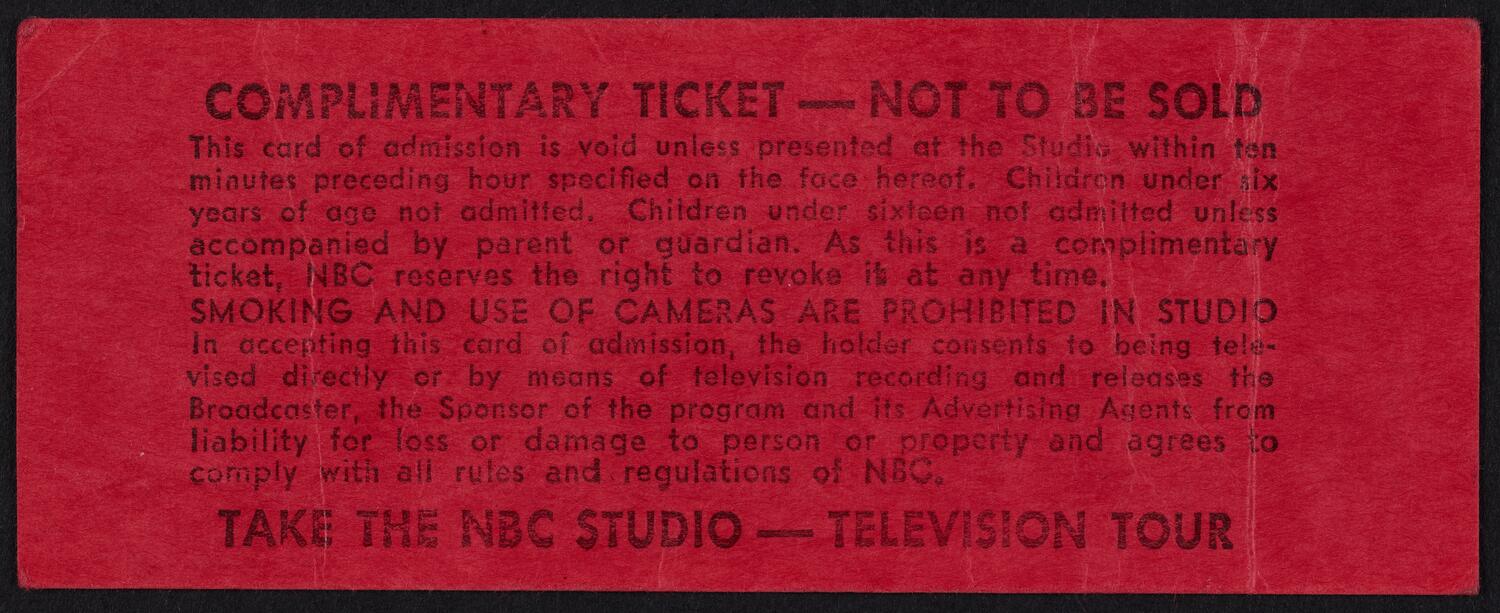 COMPLIMENTARY TICKET — NOT TO BE SOLD
This card of admission is void unless presented at the Studio within ten
minutes preceding hour specified on the face hereof. Children under six
years of age not admitted. Children under sixteen not admitted unless
accompanied by parent or guardian. As this is a complimentary
ticket, NBC reserves the right to revoke it at any time.
SMOKING AND USE OF CAMERAS ARE PROHIBITED IN STUDIO
In accepting this card of admission, the holder consents to being tele-
vised directly or by means of television recording and releases the
Broadcaster, the Sponsor of the program and its Advertising Agents from
liability for loss or damage to person or property and agrees to
comply with all rules and regulations of NBC.
TAKE THE NBC STUDIO — TELEVISION TOUR